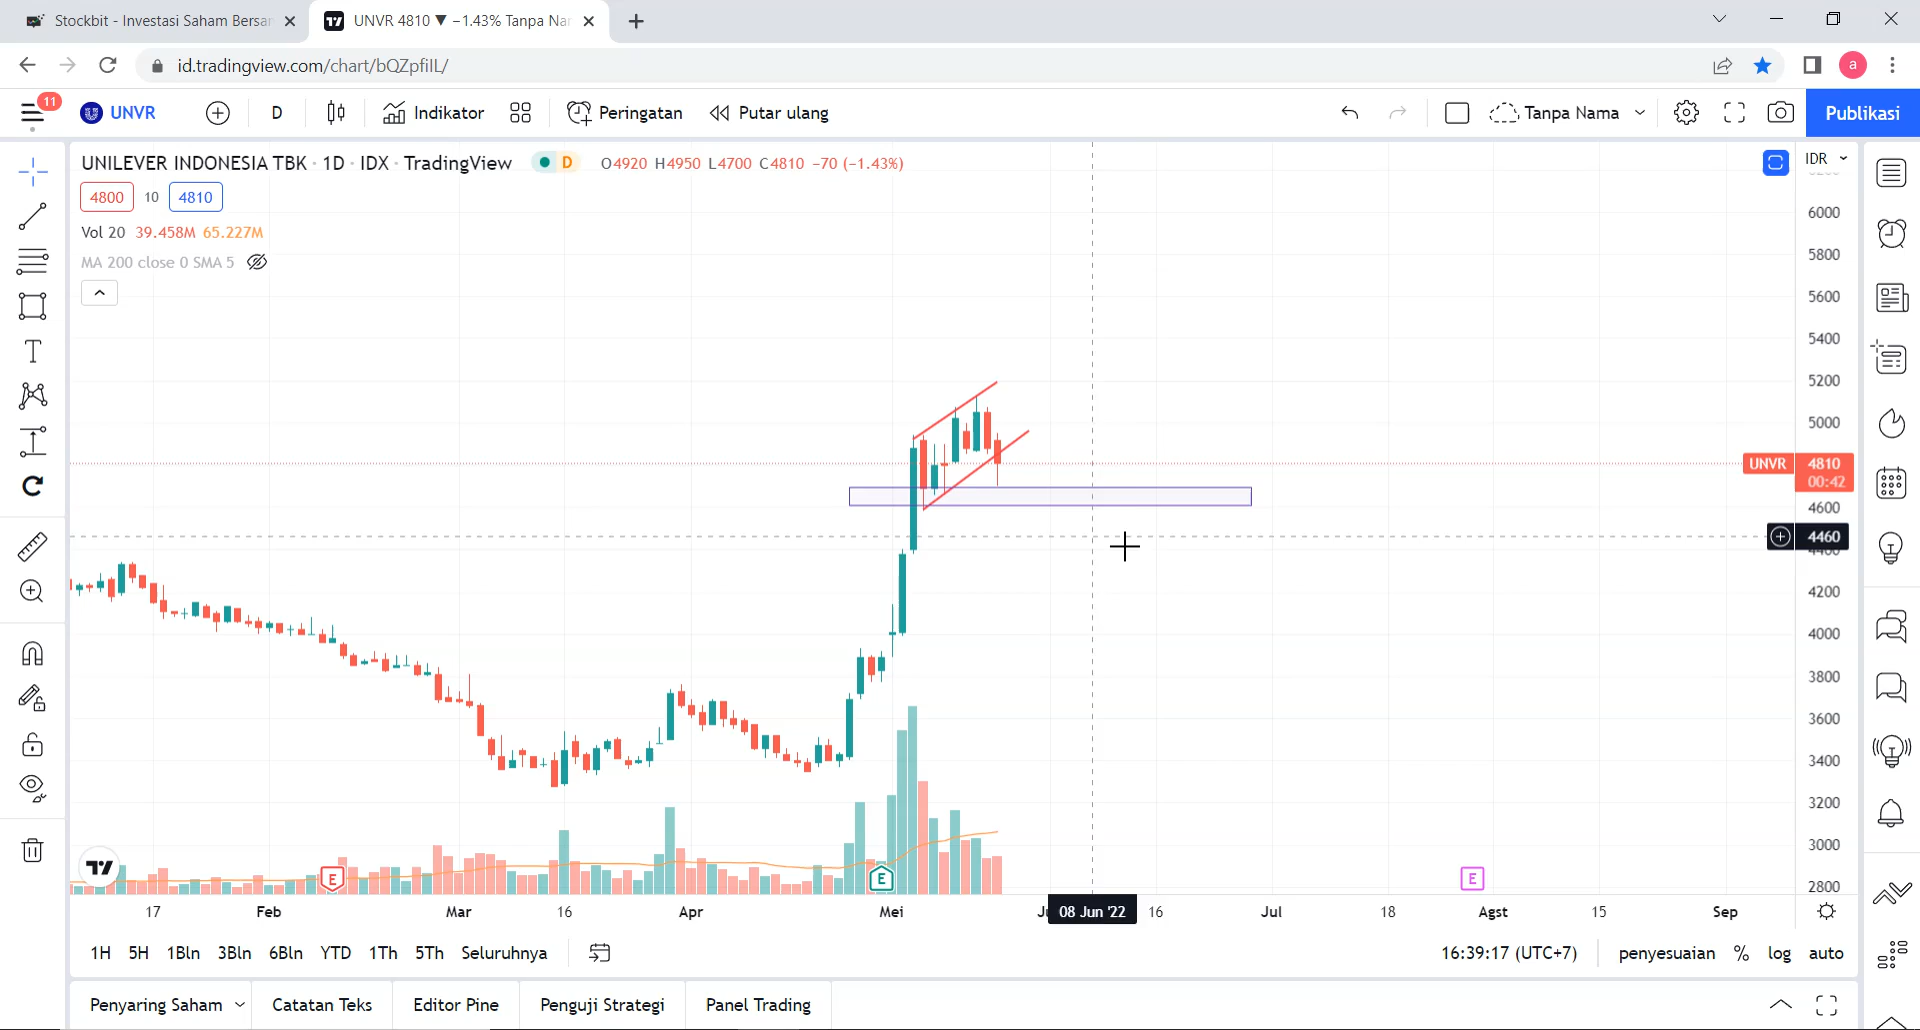 Stockbit - Investasi Saham Bersa
UNVR 4810 ▼ −1.43% Tanpa Na
id.tradingview.com/chart/bQZpfiIL/
a
11
UNVR
D
Indikator
Peringatan
Putar ulang
Tanpa Nama
Publikasi
UNILEVER INDONESIA TBK · 1D · IDX · TradingView
D
O4920 H4950 L4700 C4810 −70 (−1.43%)
IDR
4800
10
4810
Vol 20 39.458M 65.227M
MA 200 close 0 SMA 5
6000
5800
5600
5400
5200
5000
UNVR
4810
00:42
4600
4460
4400
4200
4000
3800
3600
3400
3200
3000
2800
E
E
E
17
Feb
Mar
16
Apr
Mei
08 Jun '22
16
Jul
18
Agst
15
Sep
1H
5H
1Bln
3Bln
6Bln
YTD
1Th
5Th
Seluruhnya
16:39:17 (UTC+7)
penyesuaian
%
log
auto
Penyaring Saham
Catatan Teks
Editor Pine
Penguji Strategi
Panel Trading